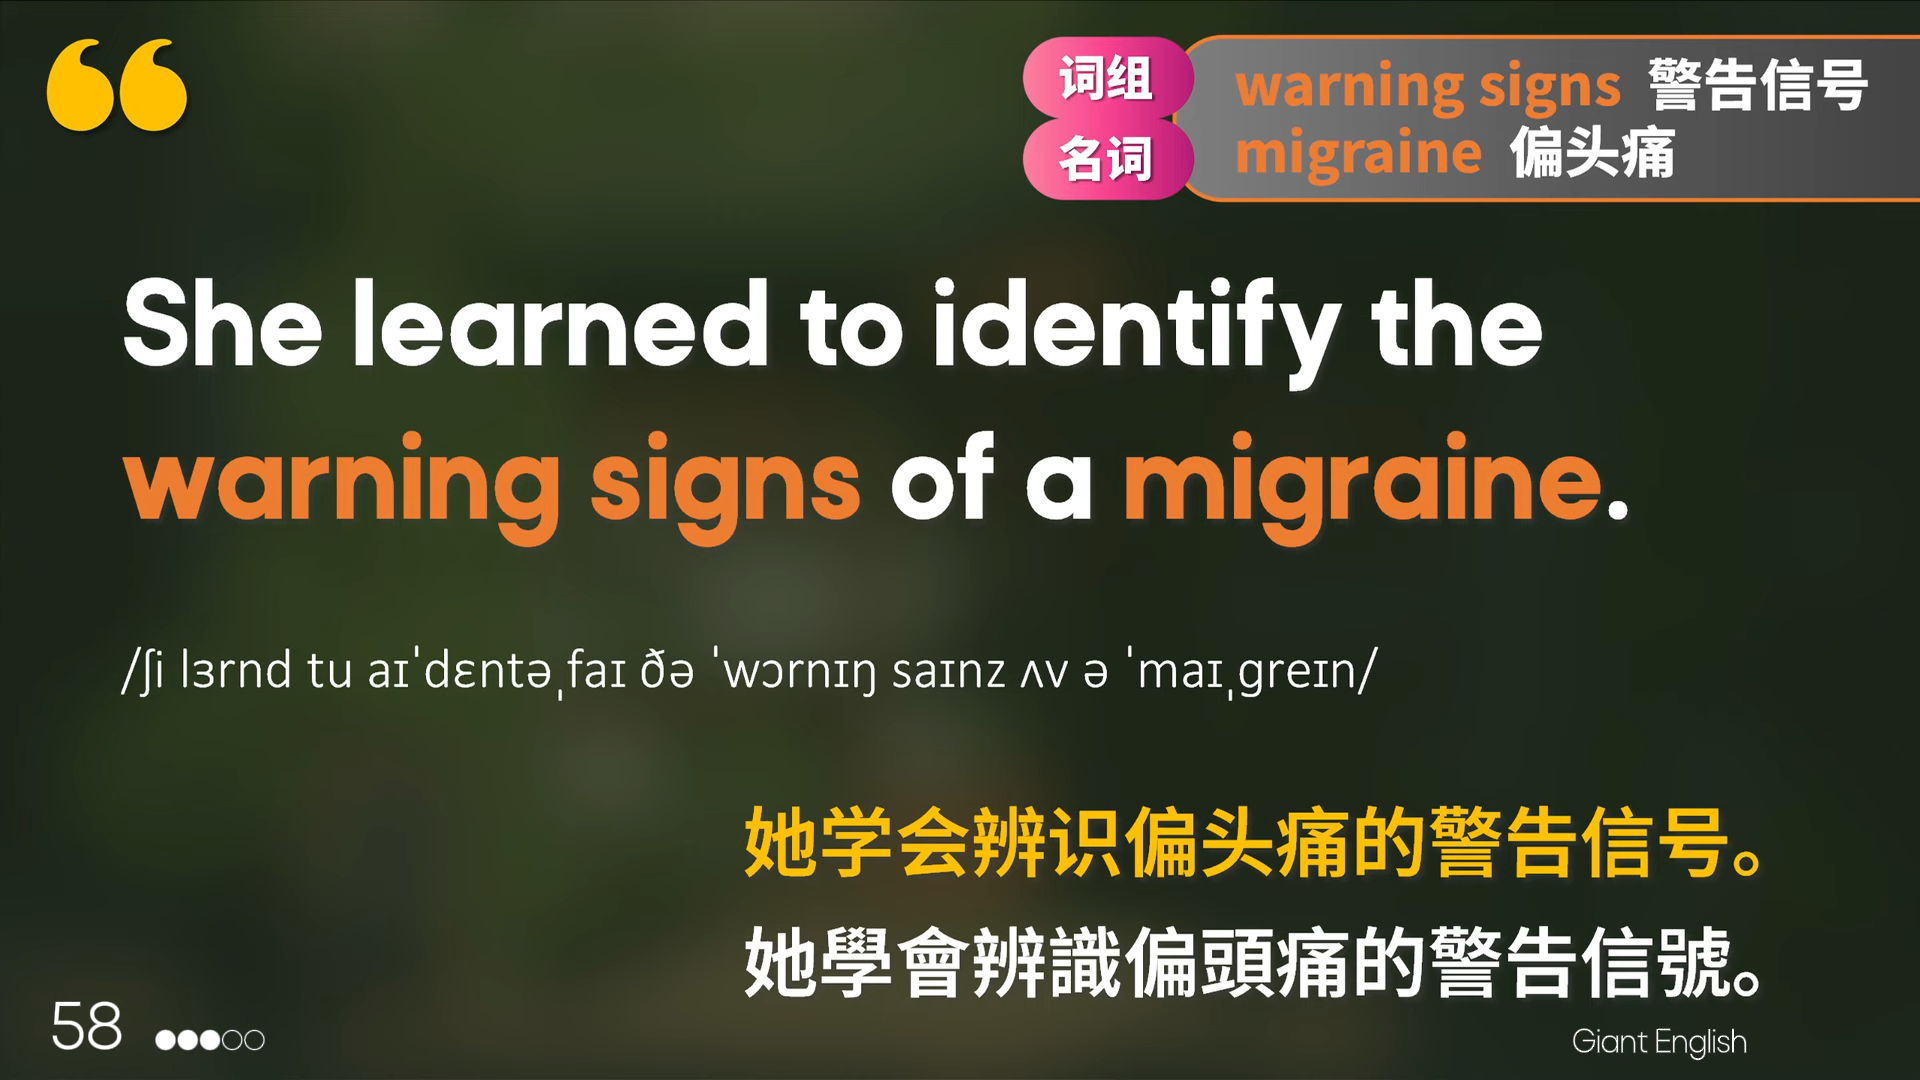 词组 warning signs 警告信号
名词 migraine 偏头痛
She learned to identify the
warning signs of a migraine.
/ʃi lɜrnd tu aɪˈdɛntəˌfaɪ ðə ˈwɔrnɪŋ saɪnz ʌv ə ˈmaɪˌgreɪn/
她学会辨识偏头痛的警告信号。
她學會辨識偏頭痛的警告信號。
58
Giant English